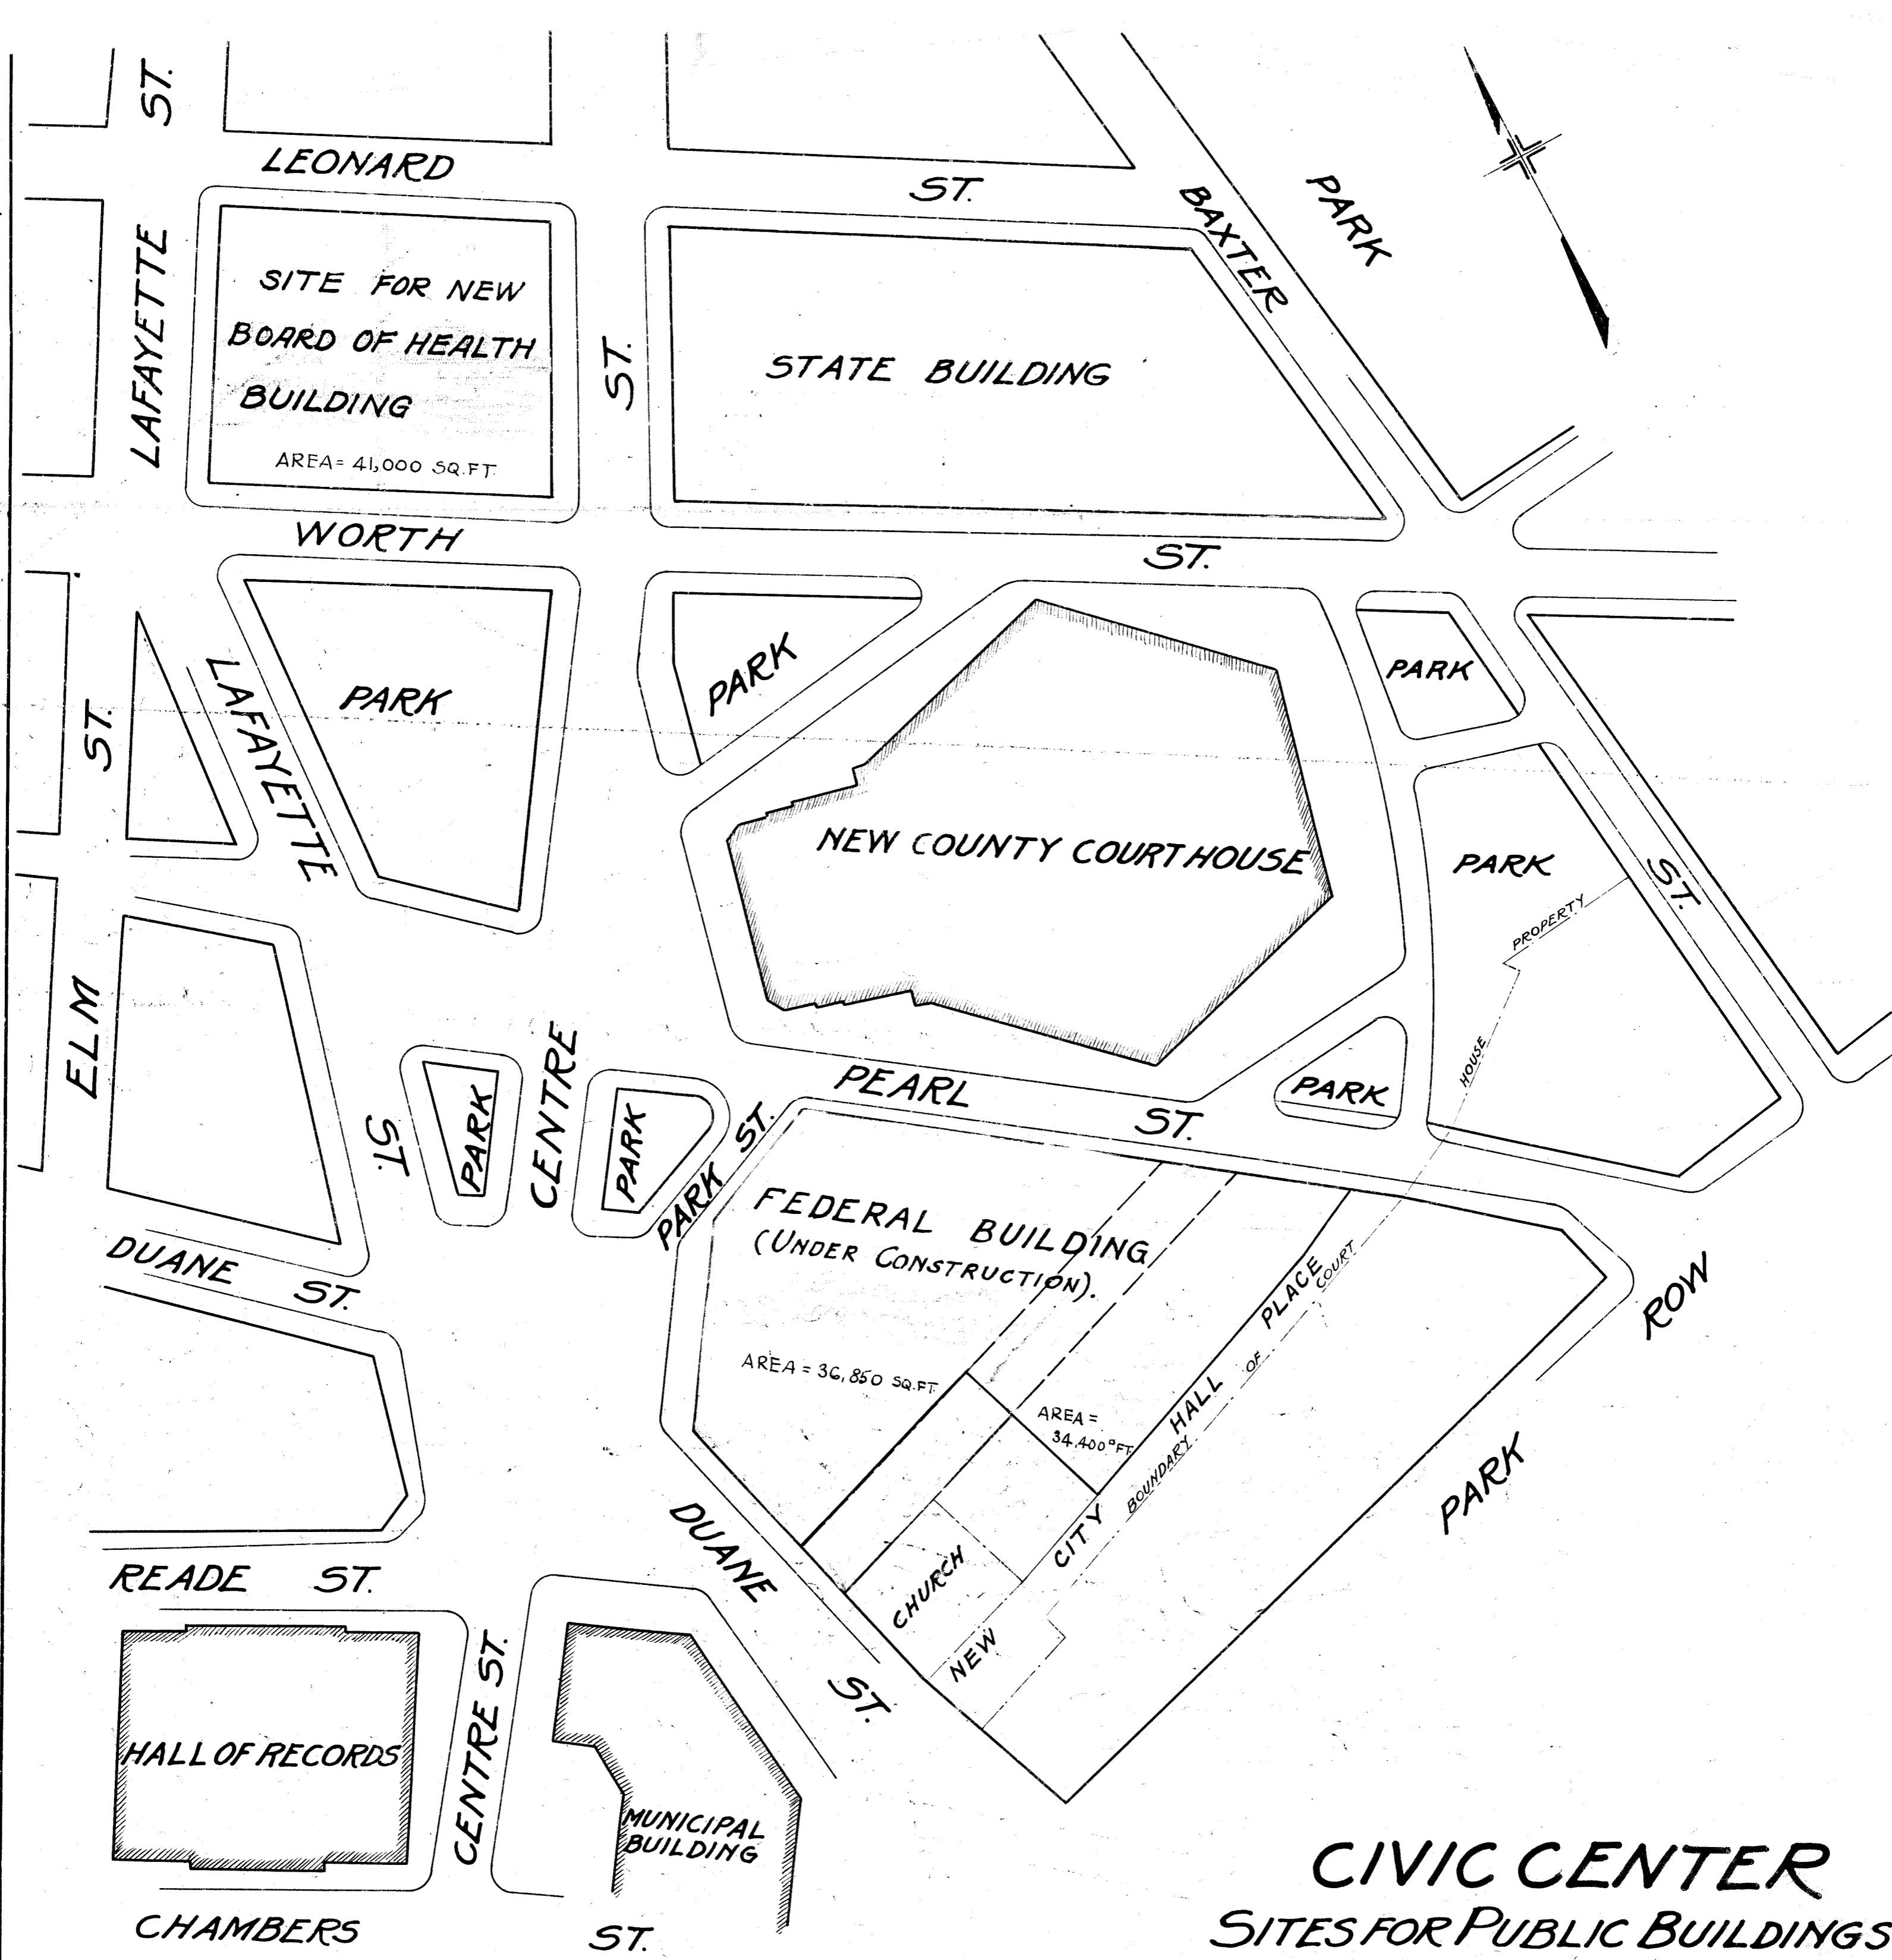 ST.
LEONARD
ST.
BAXTER
PARK
LAFAYETTE
SITE FOR NEW
BOARD OF HEALTH
BUILDING
AREA= 41,000 SQ.FT.
ST.
STATE BUILDING
WORTH
ST.
ST.
LAFAYETTE
PARK
PARK
PARK
NEW COUNTY COURTHOUSE
PARK
ST.
PROPERTY
HOUSE
ELM
ST.
PARK
CENTRE
PARK
PARK ST.
PEARL
ST.
PARK
DUANE
ST.
FEDERAL BUILDING
(UNDER CONSTRUCTION).
AREA = 36,850 SQ.FT.
AREA =
34,400 □ FT.
NEW CITY HALL PLACE
BOUNDARY OF COURT
ROW
PARK
CHURCH
DUANE
ST.
READE ST.
HALL OF RECORDS
CENTRE ST.
MUNICIPAL
BUILDING
CHAMBERS
ST.
CIVIC CENTER
SITES FOR PUBLIC BUILDINGS